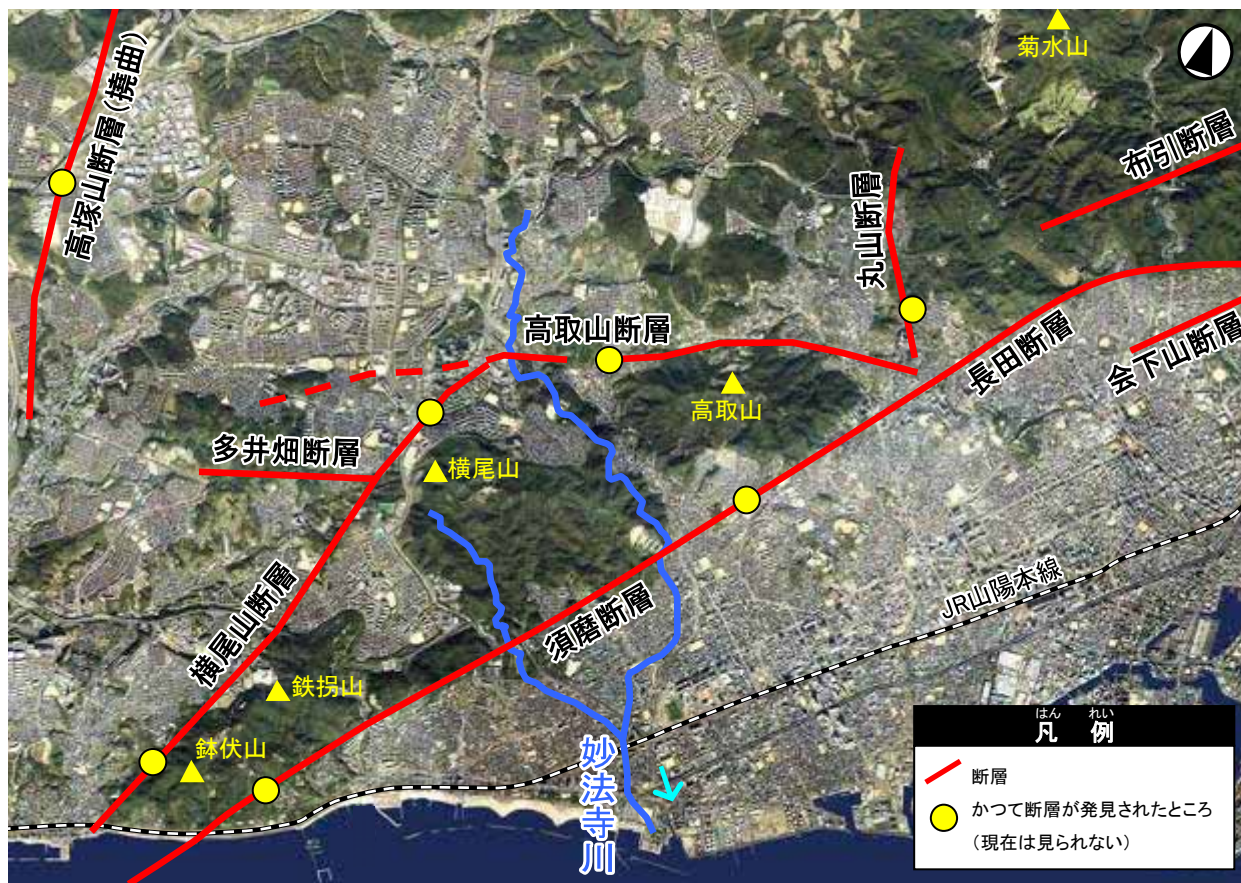 菊水山
高塚山断層(撓曲)
布引断層
丸山断層
高取山断層
長田断層
会下山断層
高取山
多井畑断層
横尾山
JR山陽本線
須磨断層
横尾山断層
鉄拐山
鉢伏山
妙法寺川
はん れい
凡 例
断層
かつて断層が発見されたところ
(現在は見られない)